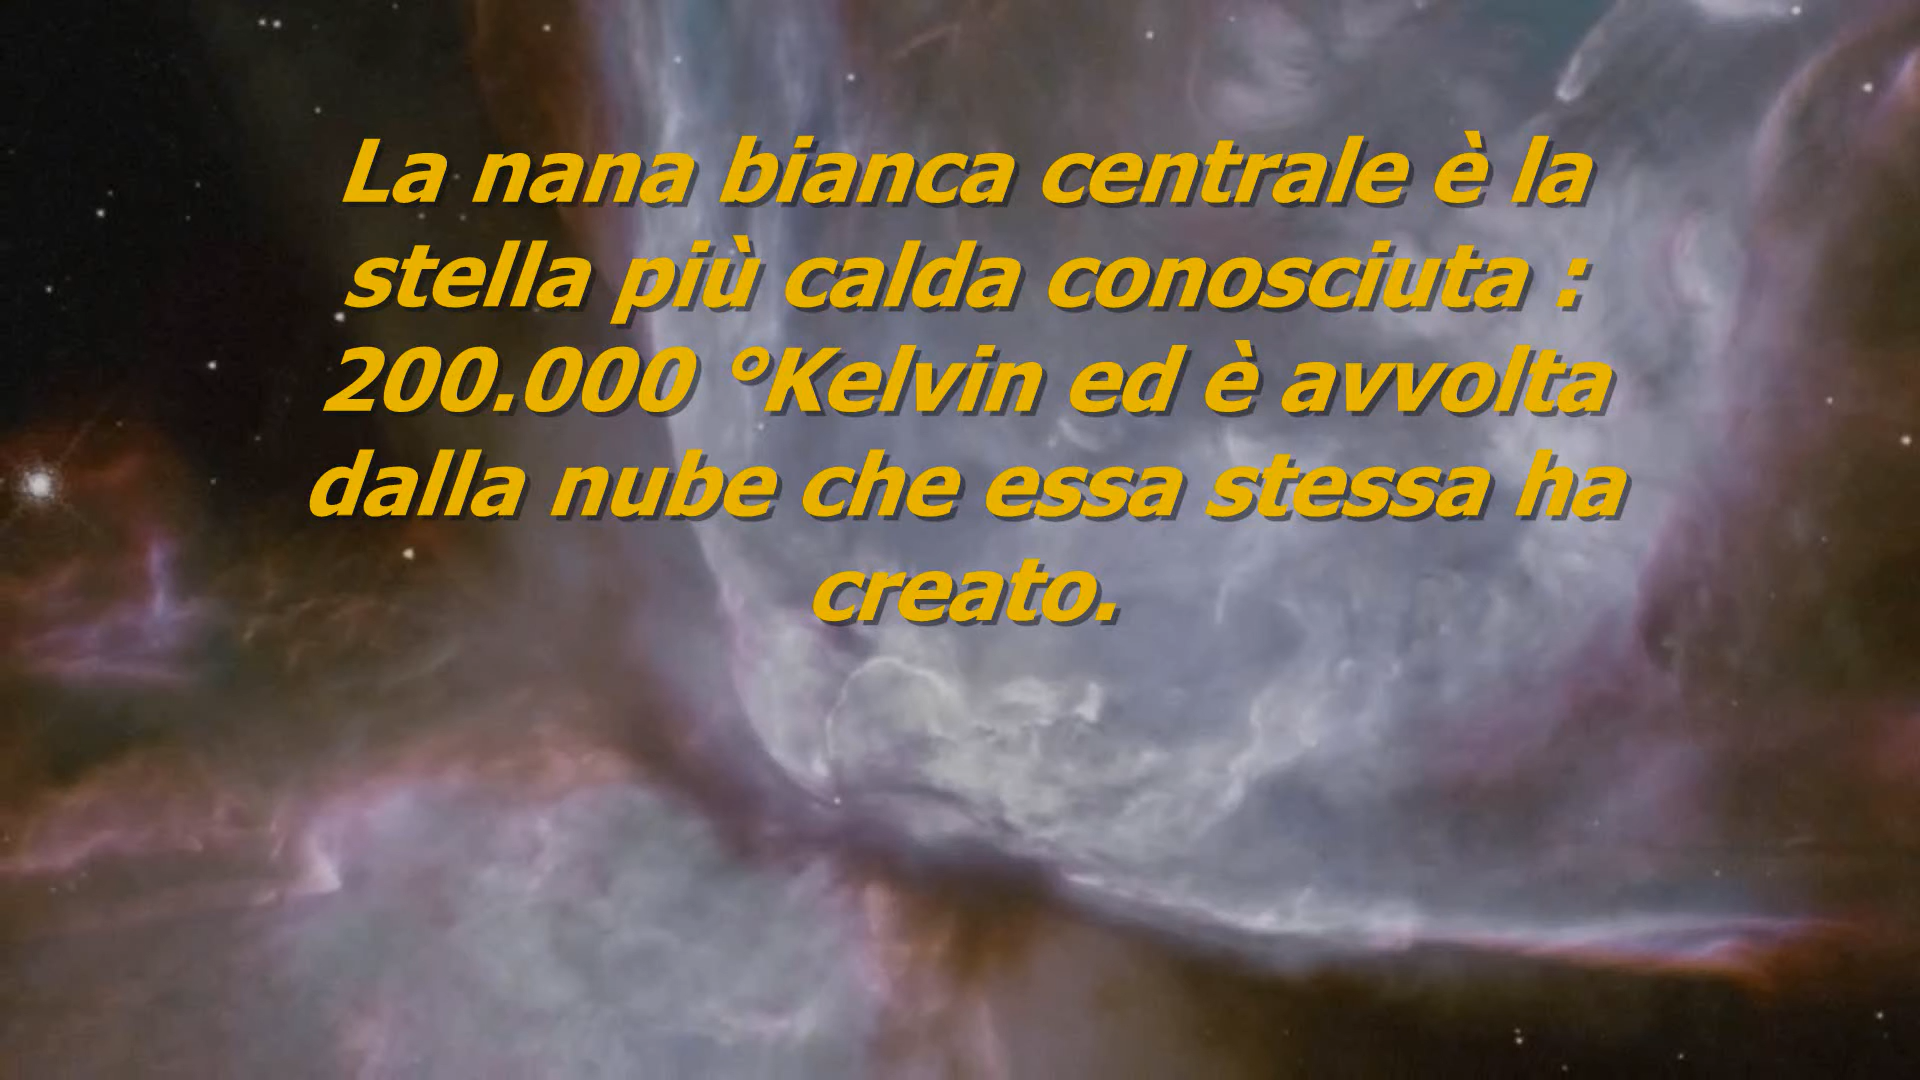 La nana bianca centrale è la
stella più calda conosciuta :
200.000 °Kelvin ed è avvolta
dalla nube che essa stessa ha
creato.